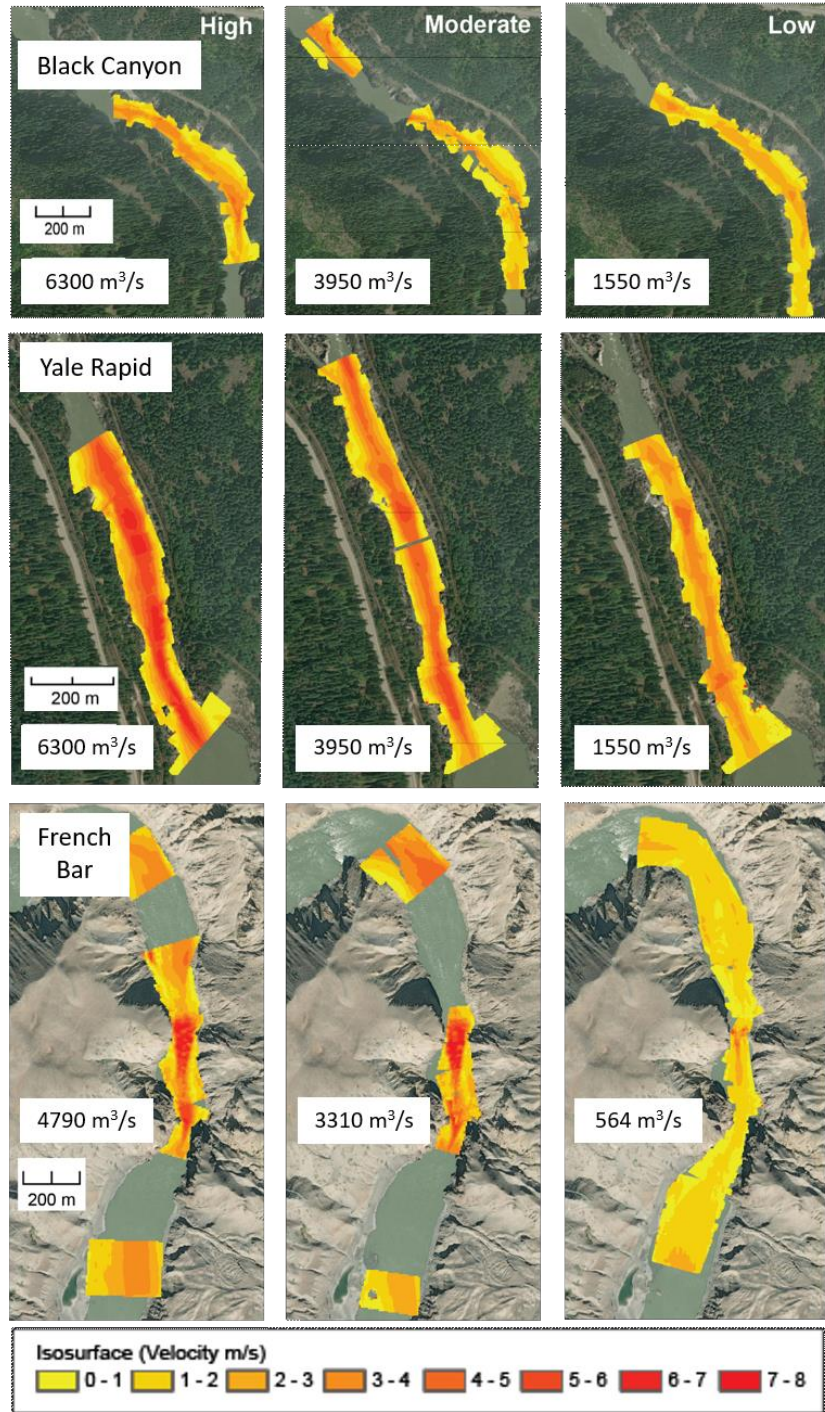 High
Moderate
Low
Black Canyon
200 m
6300 m³/s
3950 m³/s
1550 m³/s
Yale Rapid
200 m
6300 m³/s
3950 m³/s
1550 m³/s
French
Bar
4790 m³/s
3310 m³/s
564 m³/s
200 m
Isosurface (Velocity m/s)
0 - 1
1 - 2
2 - 3
3 - 4
4 - 5
5 - 6
6 - 7
7 - 8